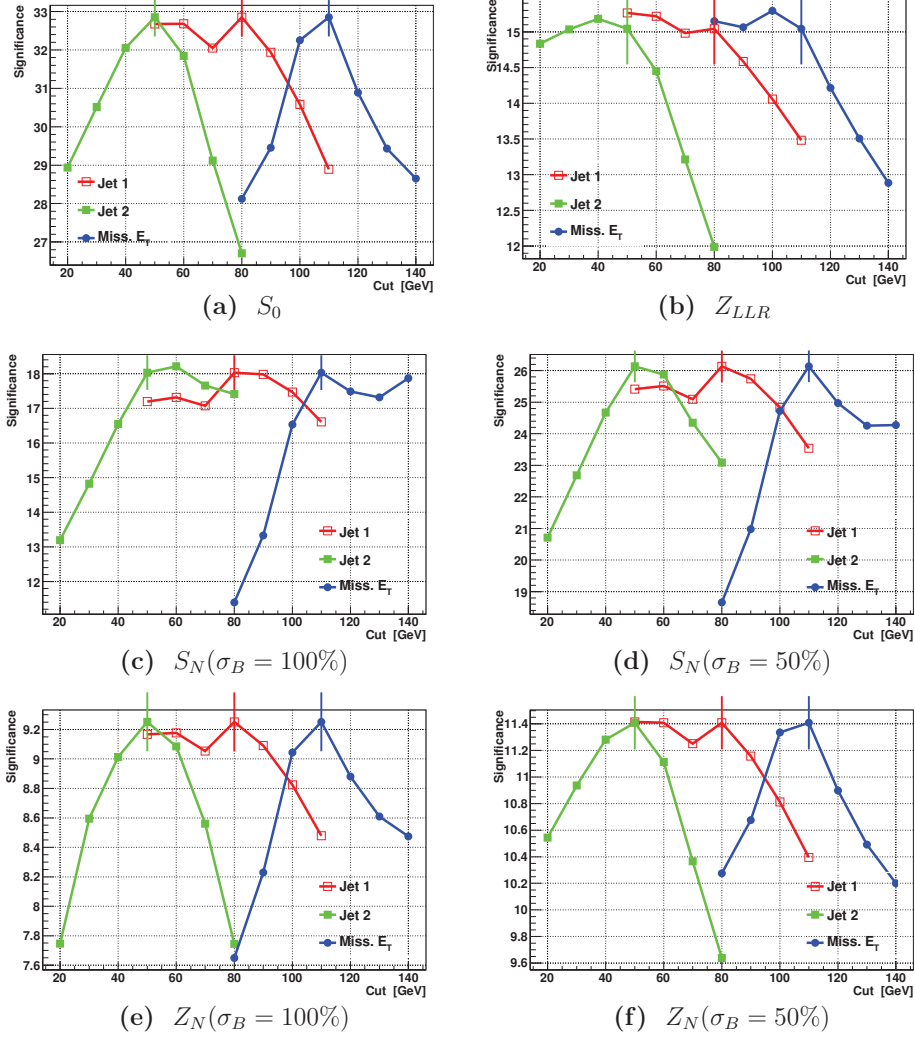 Significance
33
32
31
30
29
28
27
Jet 1
Jet 2
Miss. E_T
20 40 60 80 100 120 140
Cut [GeV]
(a) S_0
Significance
15
14.5
14
13.5
13
12.5
12
Jet 1
Jet 2
Miss. E_T
20 40 60 80 100 120 140
Cut [GeV]
(b) Z_{LLR}
Significance
18
17
16
15
14
13
12
Jet 1
Jet 2
Miss. E_T
20 40 60 80 100 120 140
Cut [GeV]
(c) S_N(σ_B = 100%)
Significance
26
25
24
23
22
21
20
19
Jet 1
Jet 2
Miss. E_T
20 40 60 80 100 120 140
Cut [GeV]
(d) S_N(σ_B = 50%)
Significance
9.2
9
8.8
8.6
8.4
8.2
8
7.8
7.6
Jet 1
Jet 2
Miss. E_T
20 40 60 80 100 120 140
Cut [GeV]
(e) Z_N(σ_B = 100%)
Significance
11.4
11.2
11
10.8
10.6
10.4
10.2
10
9.8
9.6
Jet 1
Jet 2
Miss. E_T
20 40 60 80 100 120 140
Cut [GeV]
(f) Z_N(σ_B = 50%)